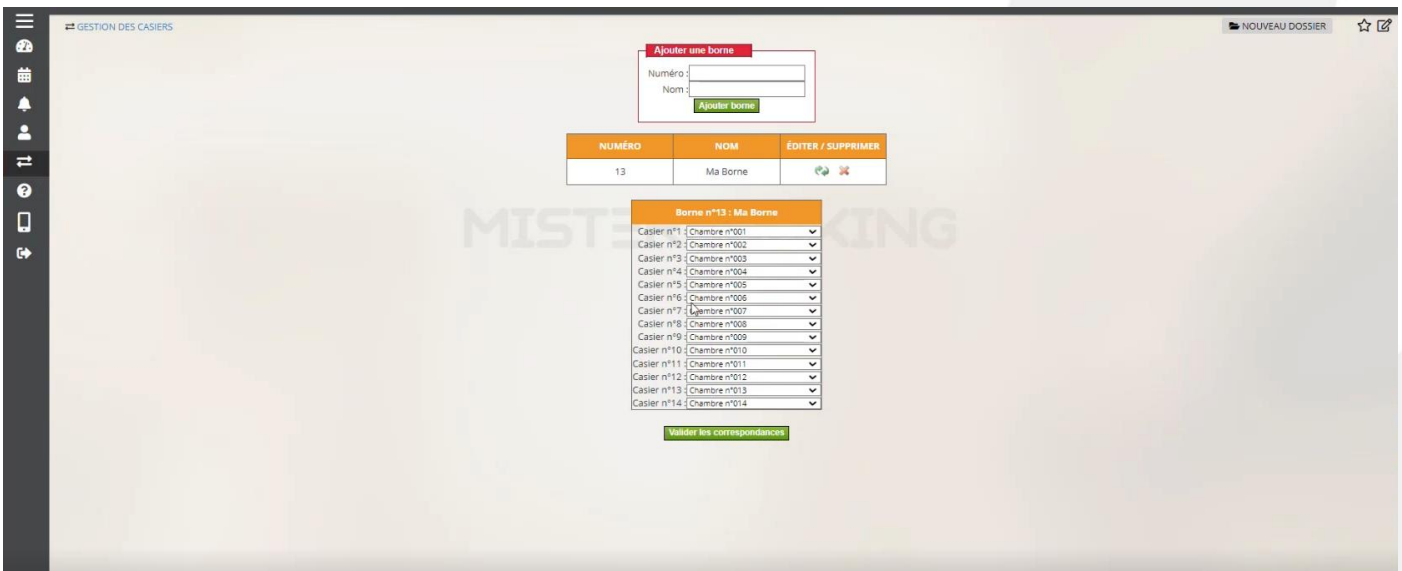 GESTION DES CASIERS
NOUVEAU DOSSIER
Ajouter une borne
Numéro :
Nom :
Ajouter borne
NUMÉRO NOM ÉDITER / SUPPRIMER
13 Ma Borne
Borne n°13 : Ma Borne
Casier n°1 : Chambre n°001
Casier n°2 : Chambre n°002
Casier n°3 : Chambre n°003
Casier n°4 : Chambre n°004
Casier n°5 : Chambre n°005
Casier n°6 : Chambre n°006
Casier n°7 : Chambre n°007
Casier n°8 : Chambre n°008
Casier n°9 : Chambre n°009
Casier n°10 : Chambre n°010
Casier n°11 : Chambre n°011
Casier n°12 : Chambre n°012
Casier n°13 : Chambre n°013
Casier n°14 : Chambre n°014
Valider les correspondances